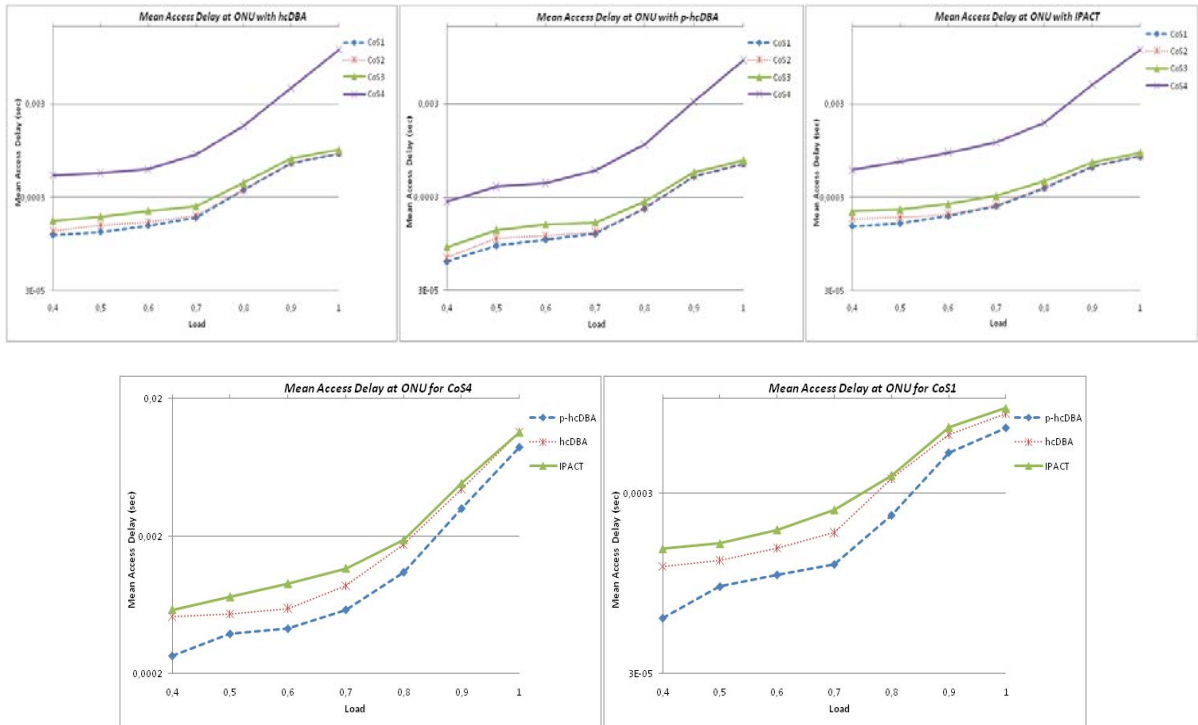 Mean Access Delay at ONU with hcDBA
CoS1
CoS2
CoS3
CoS4
Mean Access Delay (sec)
0,003
0,0003
3E-05
0,4 0,5 0,6 0,7 0,8 0,9 1
Load
Mean Access Delay at ONU with p-hcDBA
CoS1
CoS2
CoS3
CoS4
Mean Access Delay (sec)
0,003
0,0003
3E-05
0,4 0,5 0,6 0,7 0,8 0,9 1
Load
Mean Access Delay at ONU with IPACT
CoS1
CoS2
CoS3
CoS4
Mean Access Delay (sec)
0,003
0,0003
3E-05
0,4 0,5 0,6 0,7 0,8 0,9 1
Load
Mean Access Delay at ONU for CoS4
p-hcDBA
hcDBA
IPACT
Mean Access Delay (sec)
0,02
0,002
0,0002
0,4 0,5 0,6 0,7 0,8 0,9 1
Load
Mean Access Delay at ONU for CoS1
p-hcDBA
hcDBA
IPACT
Mean Access Delay (sec)
0,0003
3E-05
0,4 0,5 0,6 0,7 0,8 0,9 1
Load